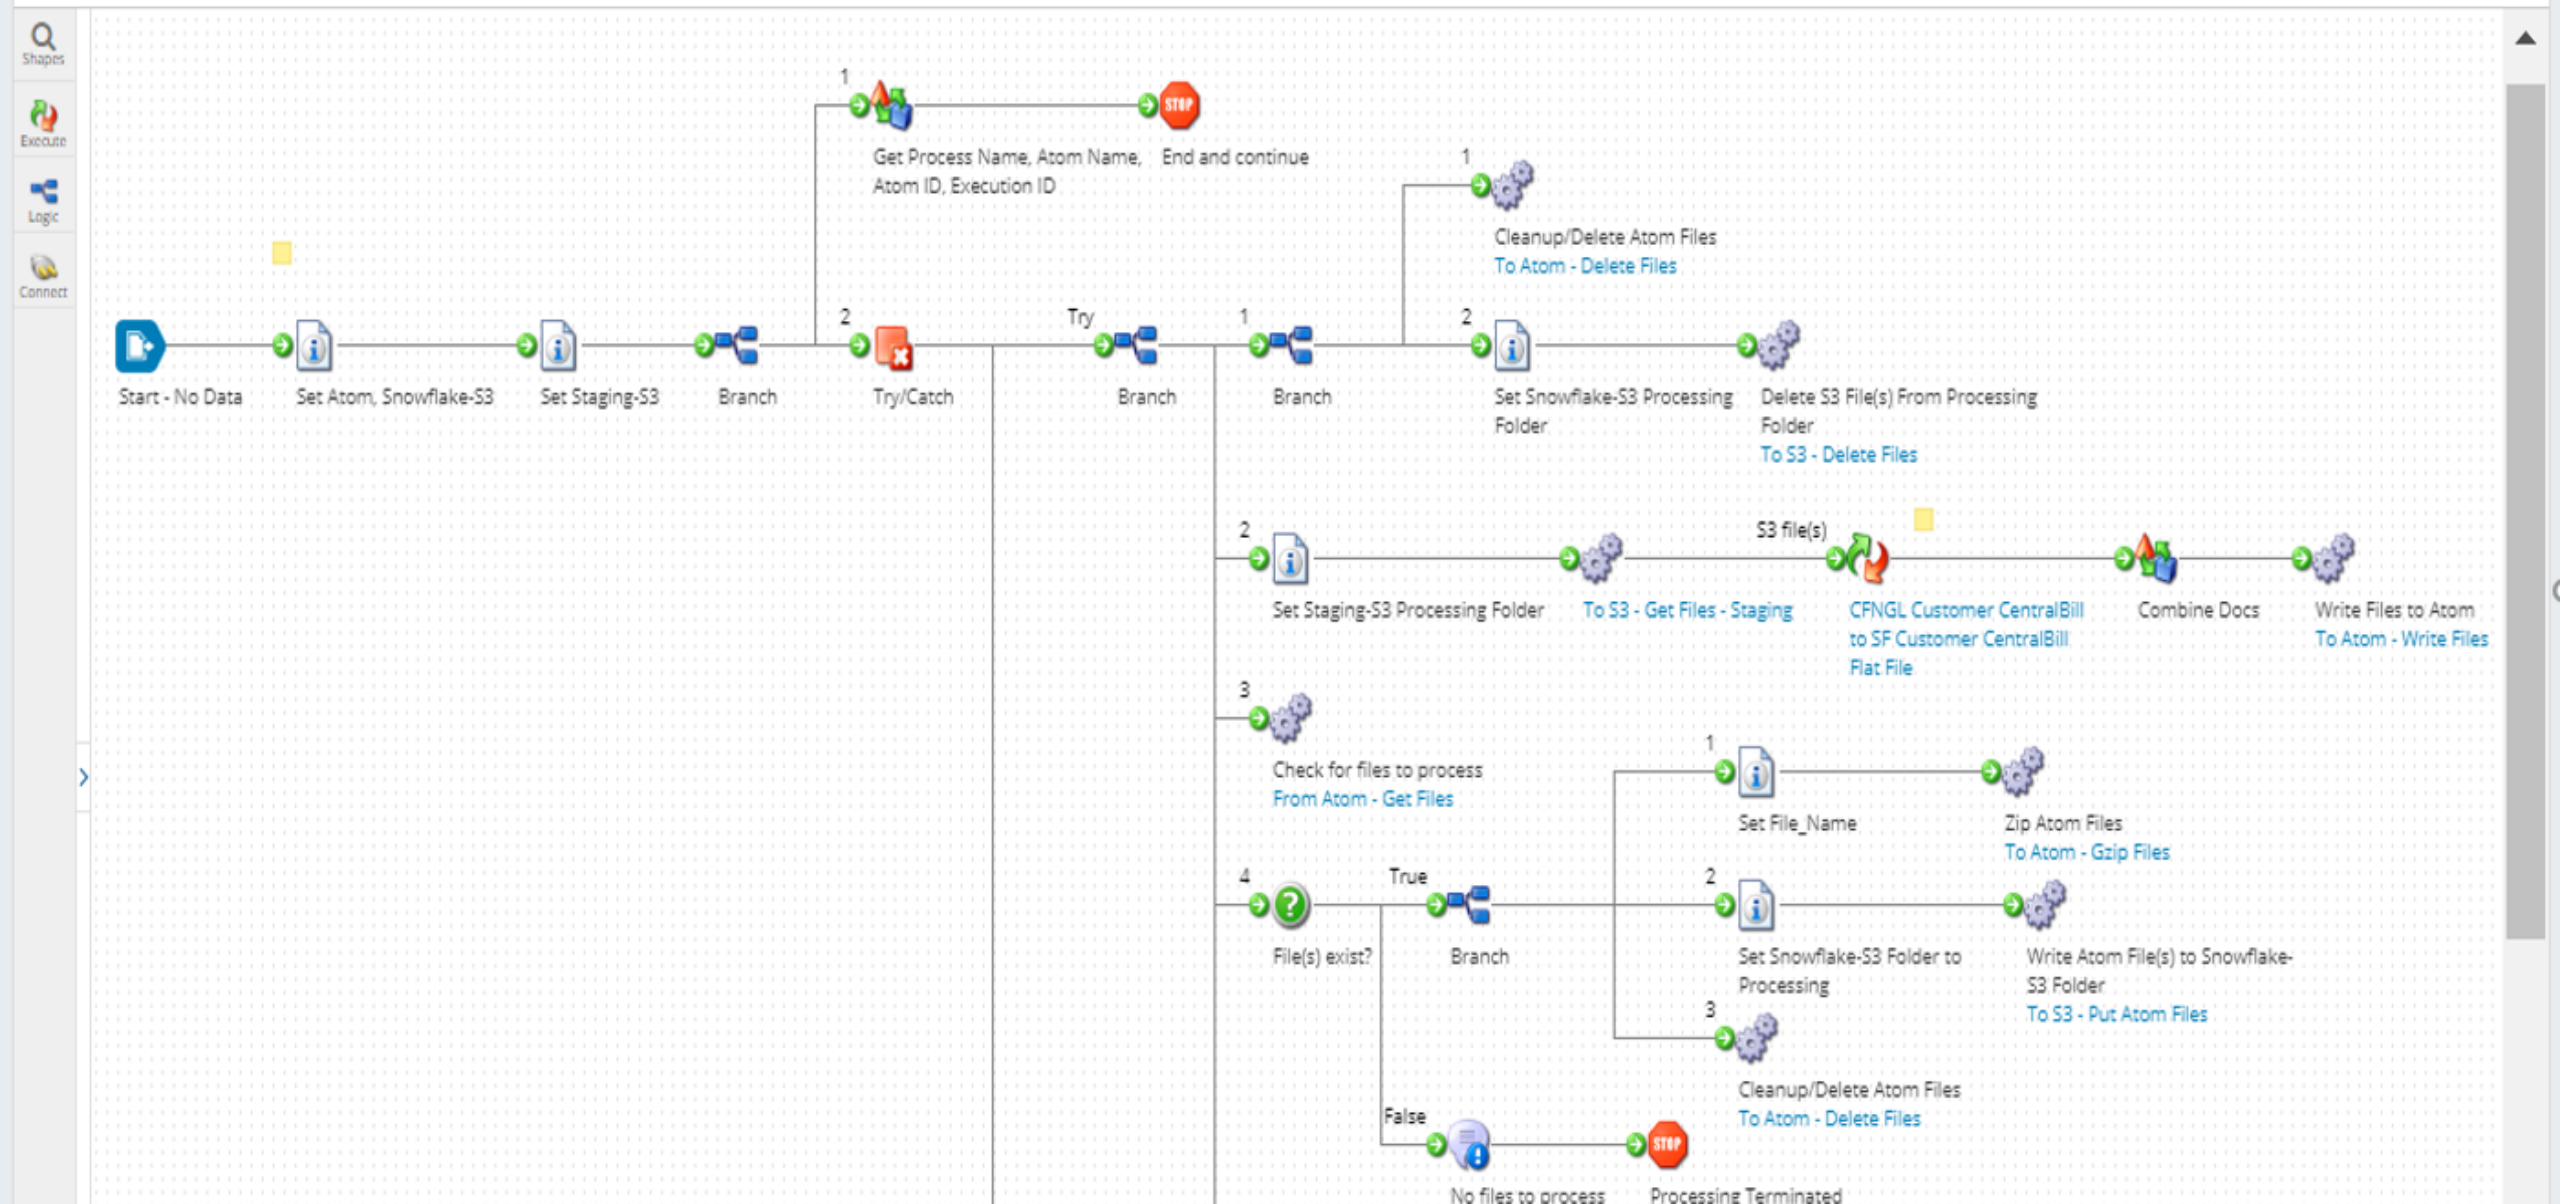 Shapes
Execute
Logic
Connect
1
STOP
Get Process Name, Atom Name,
Atom ID, Execution ID
End and continue
1
Cleanup/Delete Atom Files
To Atom - Delete Files
Start - No Data
Set Atom, Snowflake-S3
Set Staging-S3
Branch
2
Try/Catch
Try
Branch
1
Branch
2
Set Snowflake-S3 Processing
Folder
Delete S3 File(s) From Processing
Folder
To S3 - Delete Files
2
Set Staging-S3 Processing Folder
To S3 - Get Files - Staging
S3 file(s)
CFNGL Customer CentralBill
to SF Customer CentralBill
Flat File
Combine Docs
Write Files to Atom
To Atom - Write Files
3
Check for files to process
From Atom - Get Files
4
File(s) exist?
True
Branch
1
Set File_Name
Zip Atom Files
To Atom - Gzip Files
2
Set Snowflake-S3 Folder to
Processing
Write Atom File(s) to Snowflake-
S3 Folder
To S3 - Put Atom Files
3
Cleanup/Delete Atom Files
To Atom - Delete Files
False
STOP
No files to process
Processing Terminated